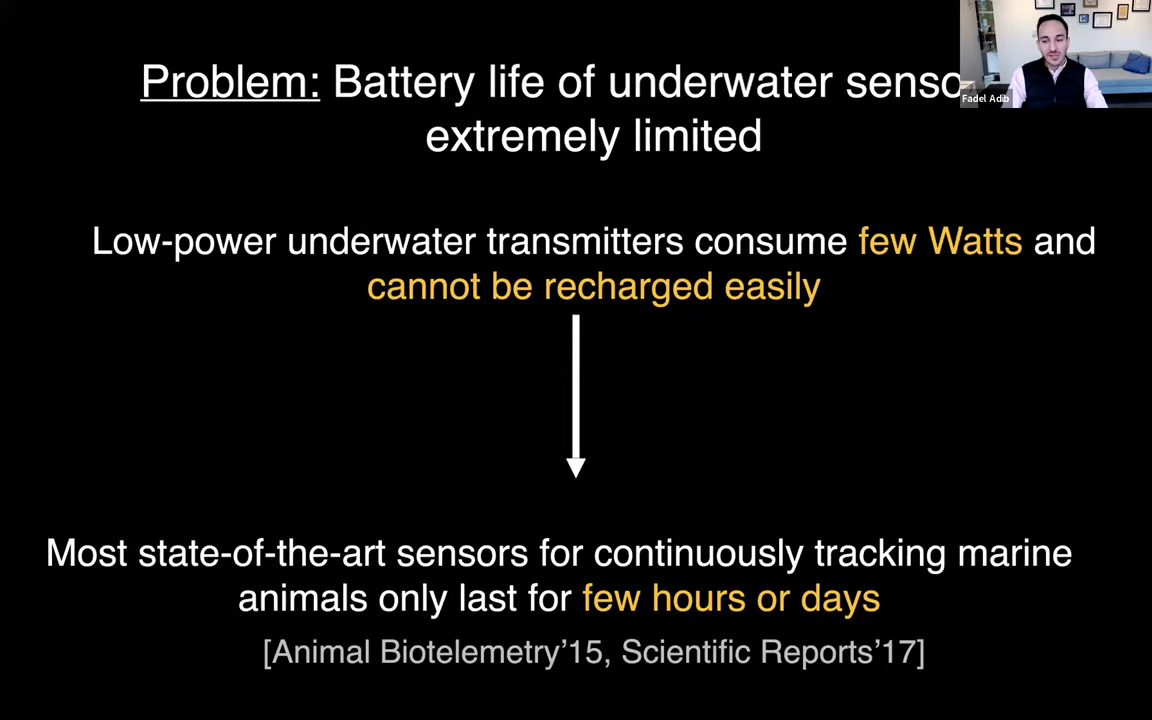 Problem: Battery life of underwater
extremely limited
Fadel Adib
Low-power underwater transmitters consume few Watts and
cannot be recharged easily
Most state-of-the-art sensors for continuously tracking marine
animals only last for few hours or days
[Animal Biotelemetry’15, Scientific Reports’17]